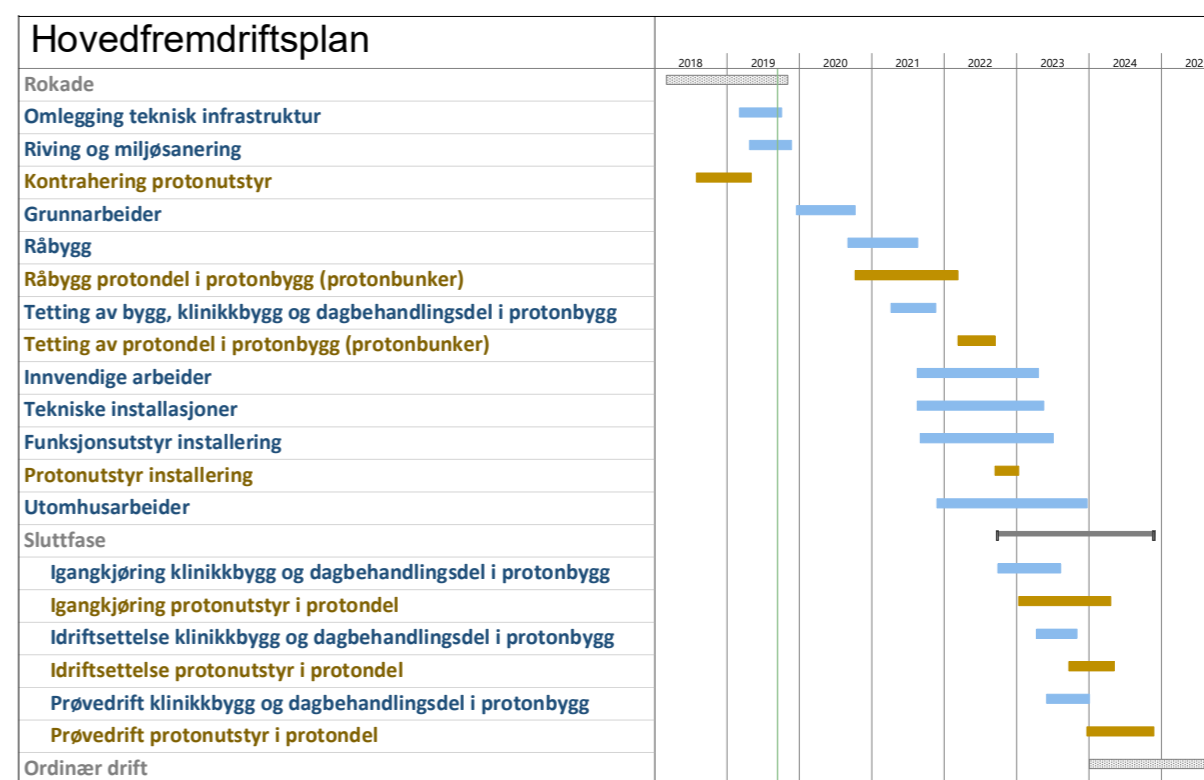 Hovedfremdriftsplan
2018 2019 2020 2021 2022 2023 2024 202
Rokade
Omlegging teknisk infrastruktur
Riving og miljøsanering
Kontrahering protonutstyr
Grunnarbeider
Råbygg
Råbygg protondel i protonbygg (protonbunker)
Tetting av bygg, klinikkbygg og dagbehandlingsdel i protonbygg
Tetting av protondel i protonbygg (protonbunker)
Innvendige arbeider
Tekniske installasjoner
Funksjonsutstyr installering
Protonutstyr installering
Utomhusarbeider
Sluttfase
Igangkjøring klinikkbygg og dagbehandlingsdel i protonbygg
Igangkjøring protonutstyr i protondel
Idriftsettelse klinikkbygg og dagbehandlingsdel i protonbygg
Idriftsettelse protonutstyr i protondel
Prøvedrift klinikkbygg og dagbehandlingsdel i protonbygg
Prøvedrift protonutstyr i protondel
Ordinær drift